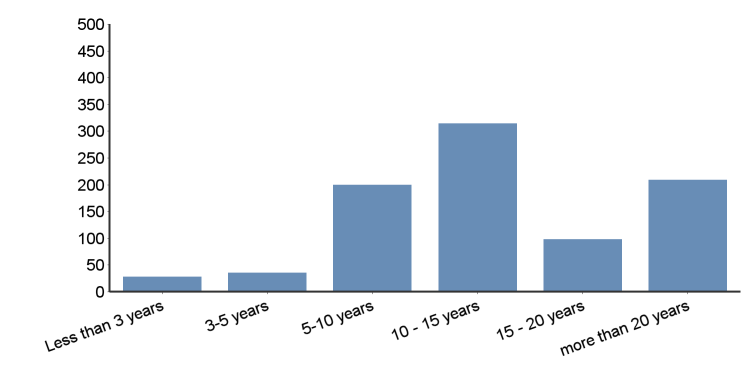 500
450
400
350
300
250
200
150
100
50
0
Less than 3 years
3-5 years
5-10 years
10 - 15 years
15 - 20 years
more than 20 years